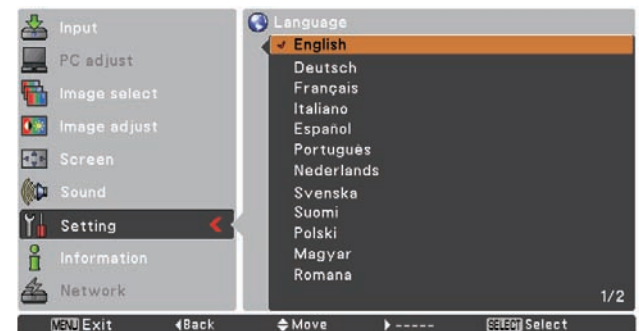 Input
PC adjust
Image select
Image adjust
Screen
Sound
Setting
Information
Network
Language
✔ English
Deutsch
Français
Italiano
Español
Português
Nederlands
Svenska
Suomi
Polski
Magyar
Romana
1/2
MENU Exit ◀Back Move ▶ ----- SELECT Select